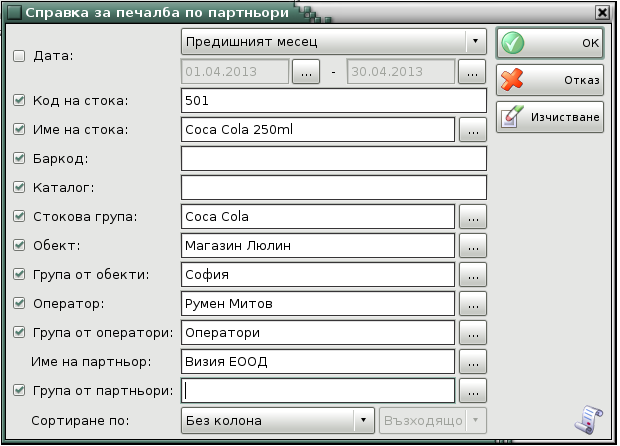 Справка за печалба по партньори
Дата:
Предишният месец
OK
01.04.2013 ... - 30.04.2013 ...
Отказ
Код на стока: 501
Изчистване
Име на стока: Coca Cola 250ml ...
Баркод:
Каталог:
Стокова група: Coca Cola ...
Обект: Магазин Люлин ...
Група от обекти: София ...
Оператор: Румен Митов ...
Група от оператори: Оператори ...
Име на партньор: Визия ЕООД ...
Група от партньори: ...
Сортиране по: Без колона Възходящо